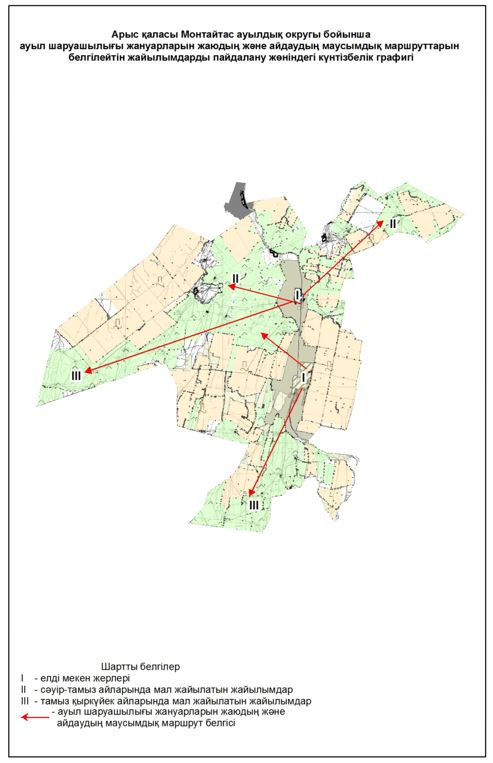 Арыс қаласы Монтайтас ауылдық округы бойынша
ауыл шаруашылығы жануарларын жаюдың және айдаудың маусымдық маршруттарын
белгілейтін жайылымдарды пайдалану жөніндегі күнтізбелік графигі
II
II
I
III
I
III
Шартты белгілер
I - елді мекен жерлері
II - сәуір-тамыз айларында мал жайылатын жайылымдар
III - тамыз қыркүйек айларында мал жайылатын жайылымдар
- ауыл шаруашылығы жануарларын жаюдың және
айдаудың маусымдық маршрут белгісі